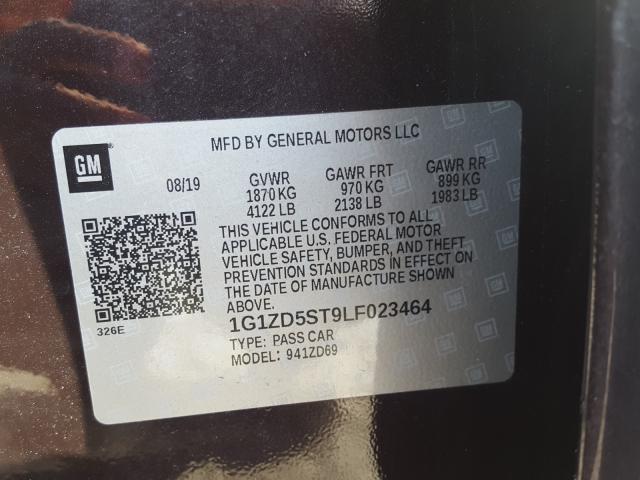 MFD BY GENERAL MOTORS LLC
GM
08/19 GVWR GAWR FRT GAWR RR
1870 KG 970 KG 899 KG
4122 LB 2138 LB 1983 LB
THIS VEHICLE CONFORMS TO ALL
APPLICABLE U.S. FEDERAL MOTOR
VEHICLE SAFETY, BUMPER, AND THEFT
PREVENTION STANDARDS IN EFFECT ON
THE DATE OF MANUFACTURE SHOWN
ABOVE.
326E
1G1ZD5ST9LF023464
TYPE: PASS CAR
MODEL: 941ZD69